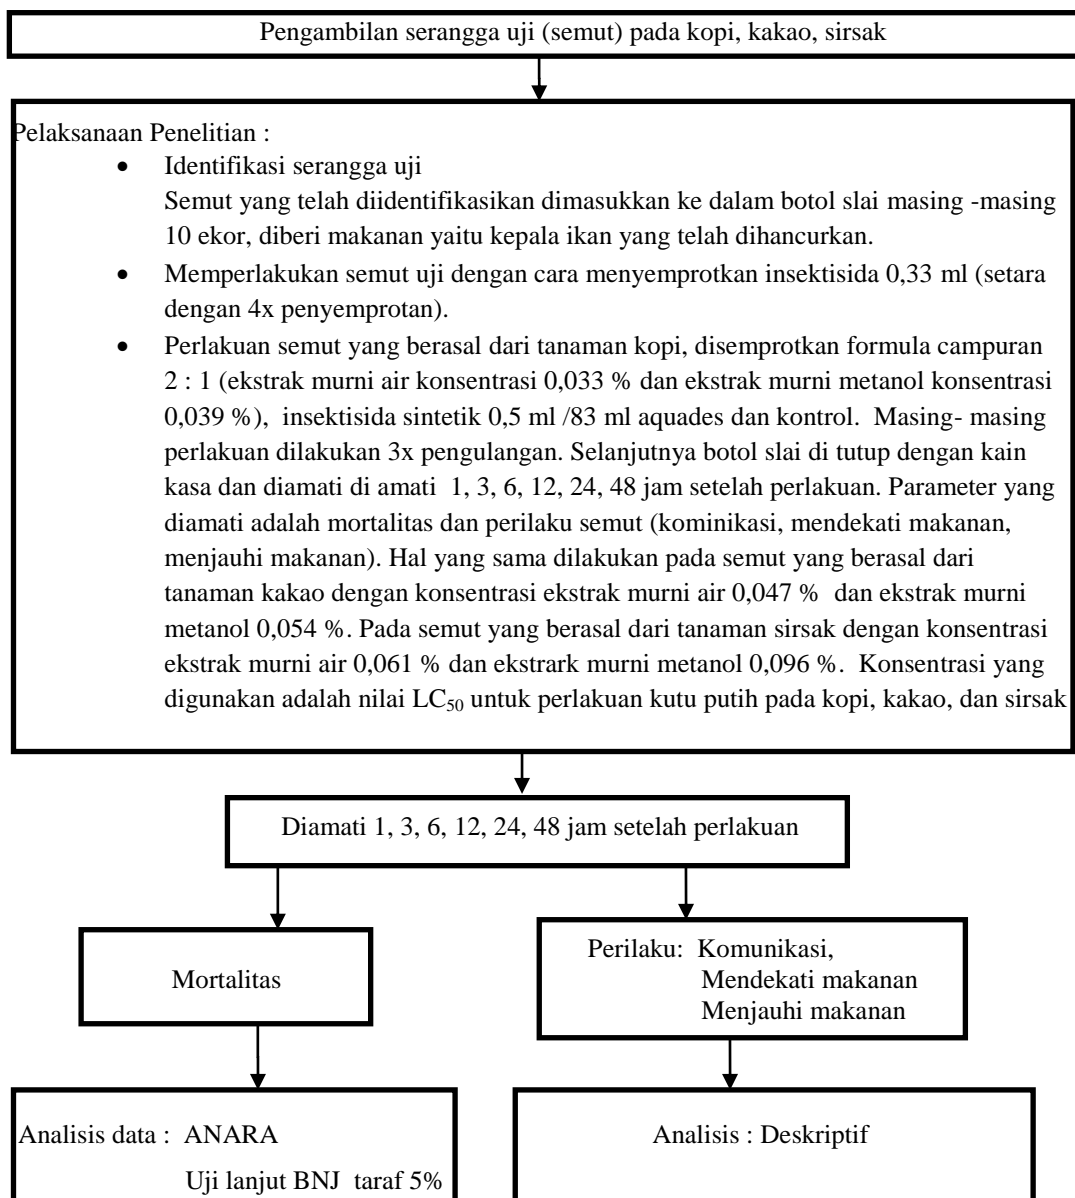 Pengambilan serangga uji (semut) pada kopi, kakao, sirsak
Pelaksanaan Penelitian :
• Identifikasi serangga uji
Semut yang telah diidentifikasikan dimasukkan ke dalam botol slai masing -masing
10 ekor, diberi makanan yaitu kepala ikan yang telah dihancurkan.
• Memperlakukan semut uji dengan cara menyemprotkan insektisida 0,33 ml (setara
dengan 4x penyemprotan).
• Perlakuan semut yang berasal dari tanaman kopi, disemprotkan formula campuran
2 : 1 (ekstrak murni air konsentrasi 0,033 % dan ekstrak murni metanol konsentrasi
0,039 %), insektisida sintetik 0,5 ml /83 ml aquades dan kontrol. Masing- masing
perlakuan dilakukan 3x pengulangan. Selanjutnya botol slai di tutup dengan kain
kasa dan diamati di amati 1, 3, 6, 12, 24, 48 jam setelah perlakuan. Parameter yang
diamati adalah mortalitas dan perilaku semut (kominikasi, mendekati makanan,
menjauhi makanan). Hal yang sama dilakukan pada semut yang berasal dari
tanaman kakao dengan konsentrasi ekstrak murni air 0,047 % dan ekstrak murni
metanol 0,054 %. Pada semut yang berasal dari tanaman sirsak dengan konsentrasi
ekstrak murni air 0,061 % dan ekstrark murni metanol 0,096 %. Konsentrasi yang
digunakan adalah nilai LC50 untuk perlakuan kutu putih pada kopi, kakao, dan sirsak
Diamati 1, 3, 6, 12, 24, 48 jam setelah perlakuan
Mortalitas
Perilaku: Komunikasi,
Mendekati makanan
Menjauhi makanan
Analisis data : ANARA
Uji lanjut BNJ taraf 5%
Analisis : Deskriptif